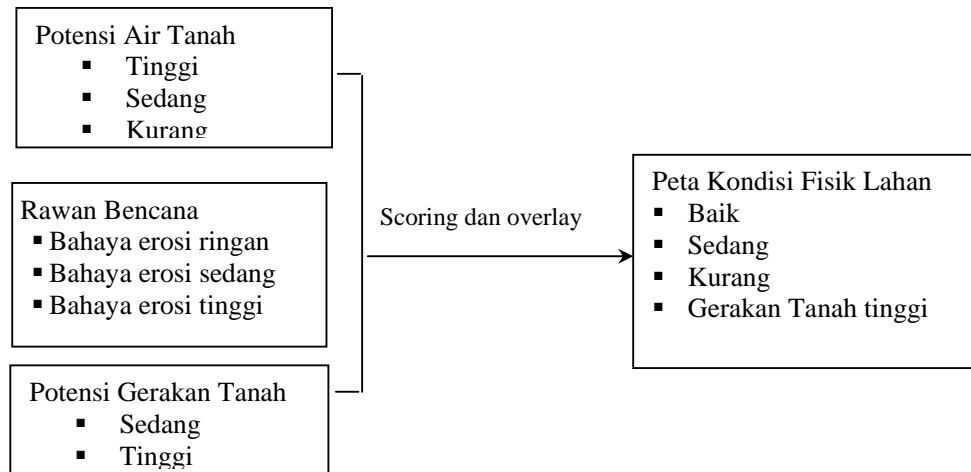 Potensi Air Tanah
▪ Tinggi
▪ Sedang
▪ Kurang
Rawan Bencana
▪ Bahaya erosi ringan
▪ Bahaya erosi sedang
▪ Bahaya erosi tinggi
Potensi Gerakan Tanah
▪ Sedang
▪ Tinggi
Scoring dan overlay
Peta Kondisi Fisik Lahan
▪ Baik
▪ Sedang
▪ Kurang
▪ Gerakan Tanah tinggi